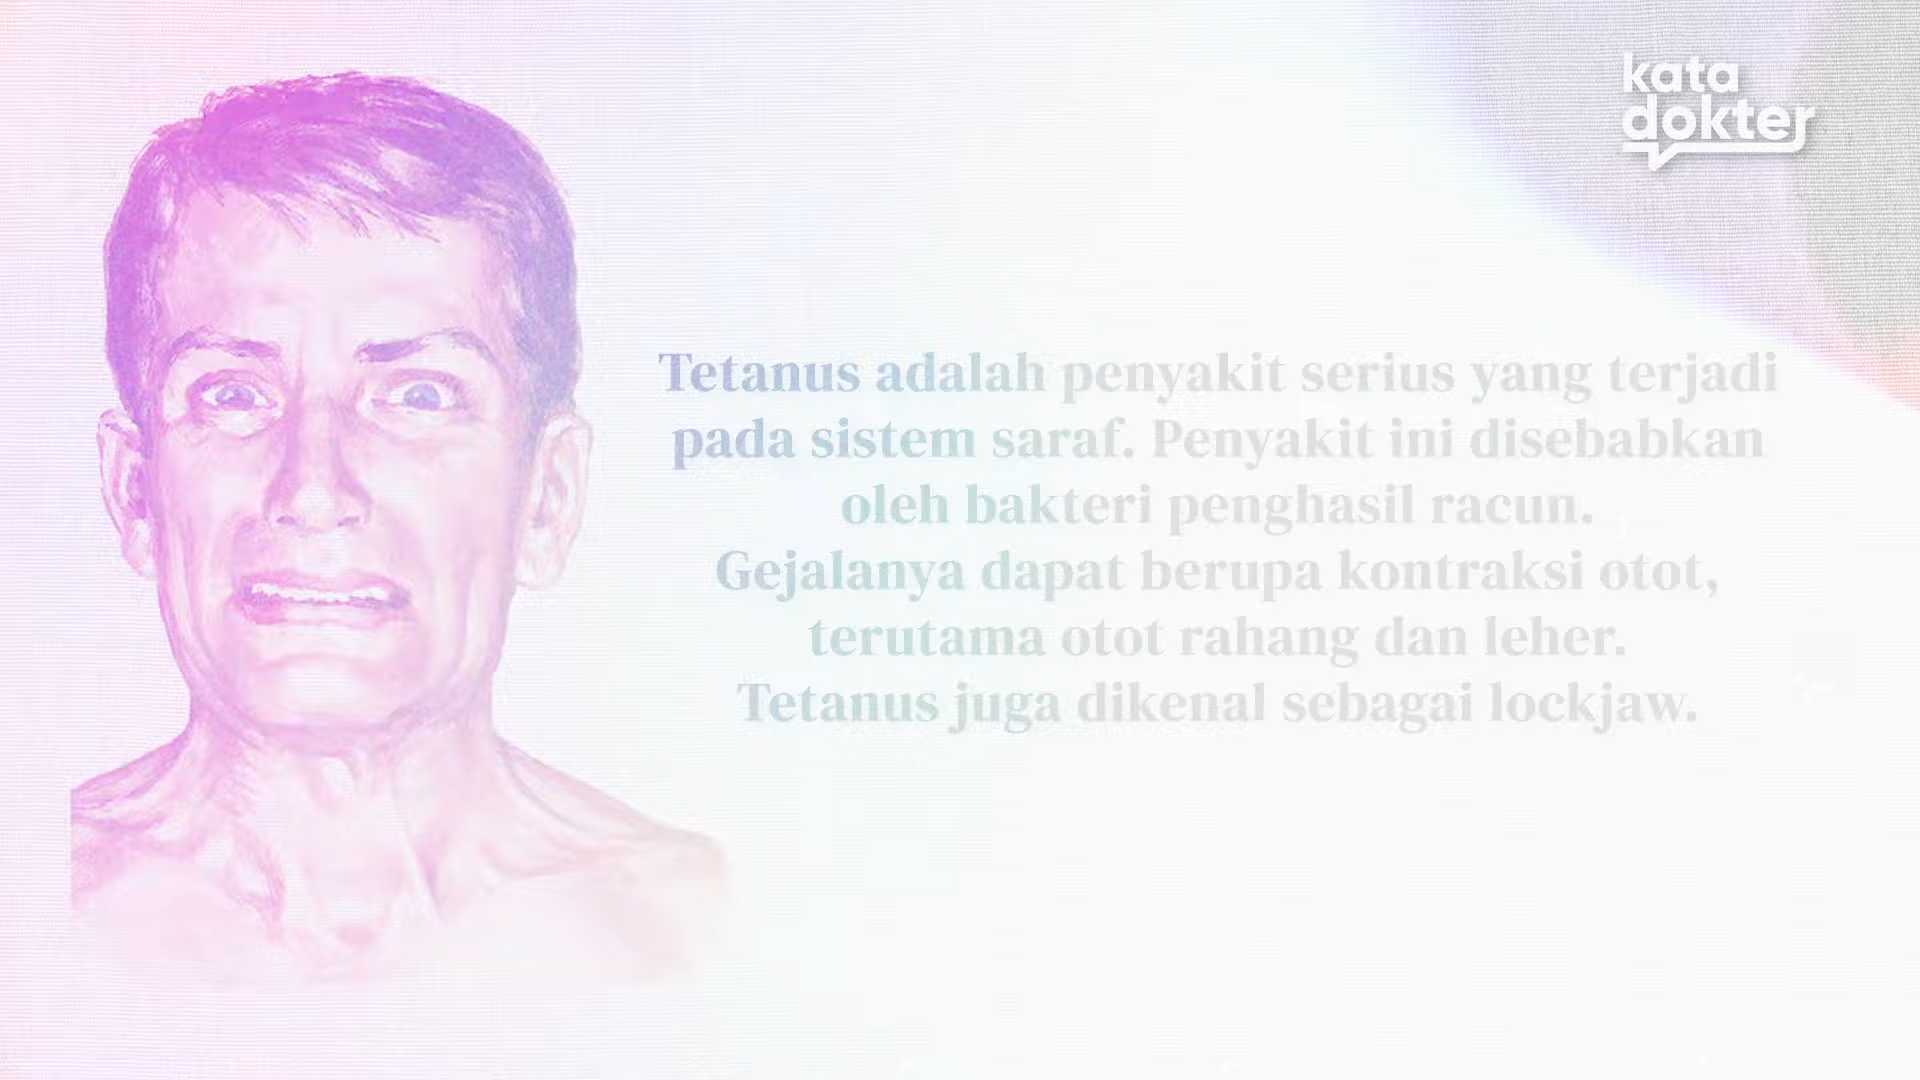 kata
dokter
Tetanus adalah penyakit serius yang terjadi
pada sistem saraf. Penyakit ini disebabkan
oleh bakteri penghasil racun.
Gejalanya dapat berupa kontraksi otot,
terutama otot rahang dan leher.
Tetanus juga dikenal sebagai lockjaw.